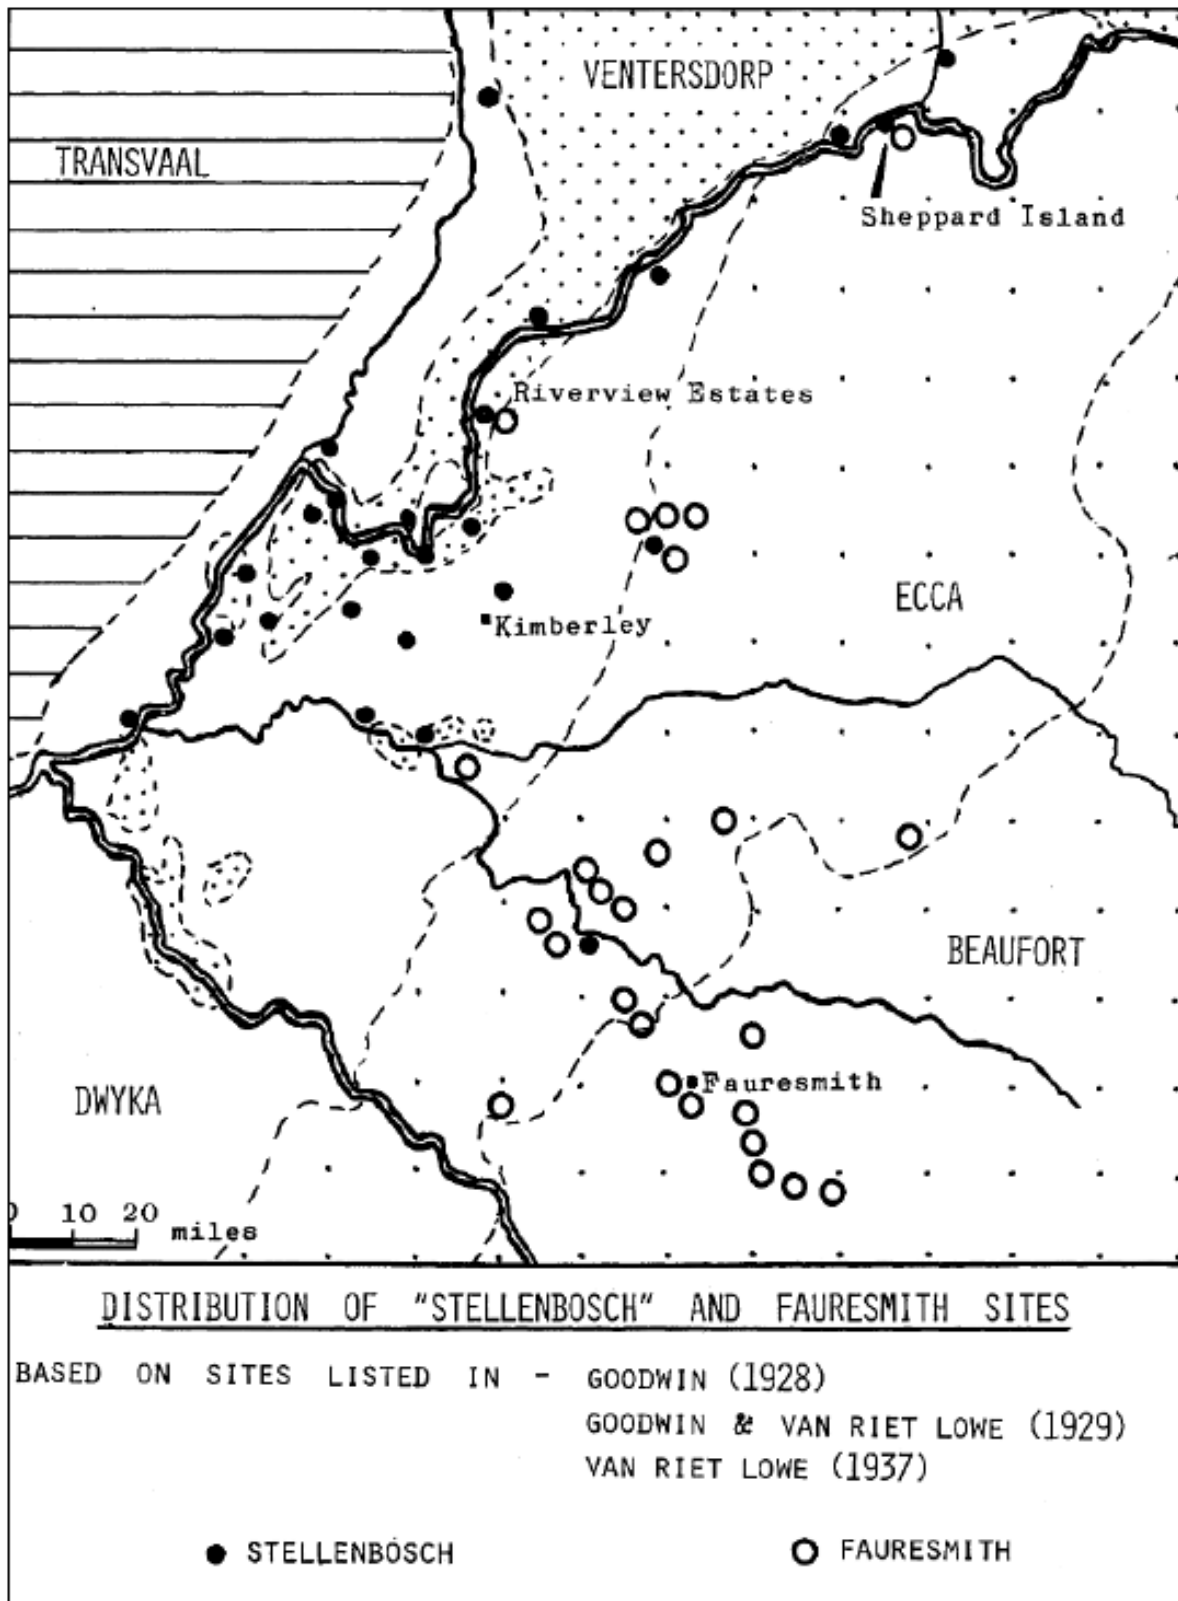 VENTERSDORP
TRANSVAAL
Sheppard Island
Riverview Estates
ECCA
Kimberley
BEAUFORT
Fauresmith
DWYKA
0 10 20 miles
DISTRIBUTION OF "STELLENBOSCH" AND FAURESMITH SITES
BASED ON SITES LISTED IN - GOODWIN (1928)
GOODWIN & VAN RIET LOWE (1929)
VAN RIET LOWE (1937)
STELLENBOSCH
FAURESMITH